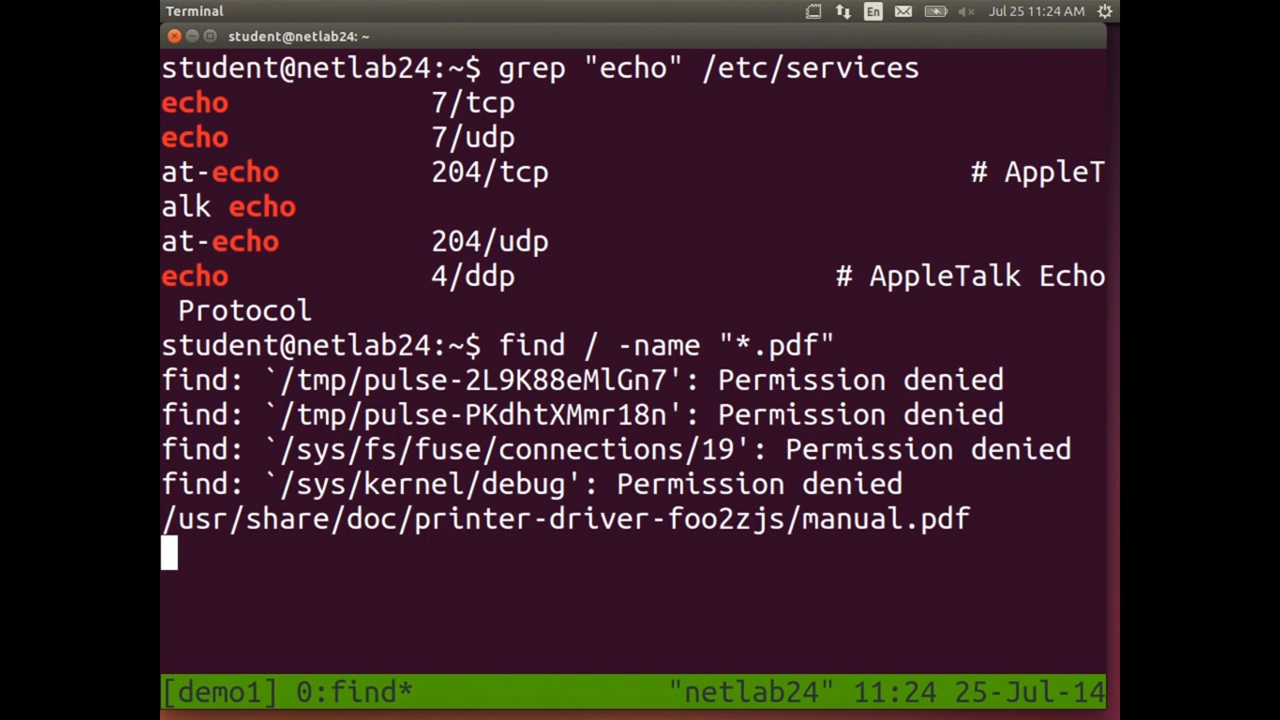 Terminal
En
Jul 25 11:24 AM
student@netlab24: ~
student@netlab24:~$ grep "echo" /etc/services
echo 7/tcp
echo 7/udp
at-echo 204/tcp # AppleT
alk echo
at-echo 204/udp
echo 4/ddp # AppleTalk Echo
Protocol
student@netlab24:~$ find / -name "*.pdf"
find: `/tmp/pulse-2L9K88eMlGn7': Permission denied
find: `/tmp/pulse-PKdhtXMmr18n': Permission denied
find: `/sys/fs/fuse/connections/19': Permission denied
find: `/sys/kernel/debug': Permission denied
/usr/share/doc/printer-driver-foo2zjs/manual.pdf
[demo1] 0:find* "netlab24" 11:24 25-Jul-14